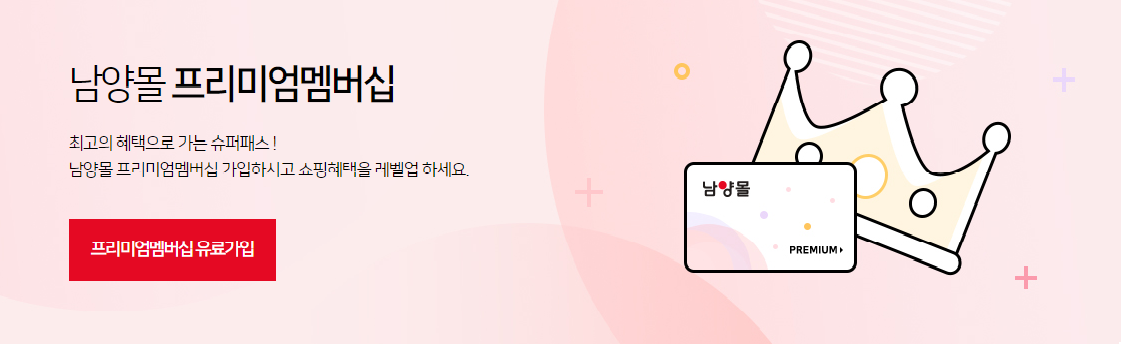 남양몰 프리미엄멤버십
최고의 혜택으로 가는 슈퍼패스 !
남양몰 프리미엄멤버십 가입하시고 쇼핑혜택을 레벨업 하세요.
프리미엄멤버십 유료가입
남양몰
PREMIUM